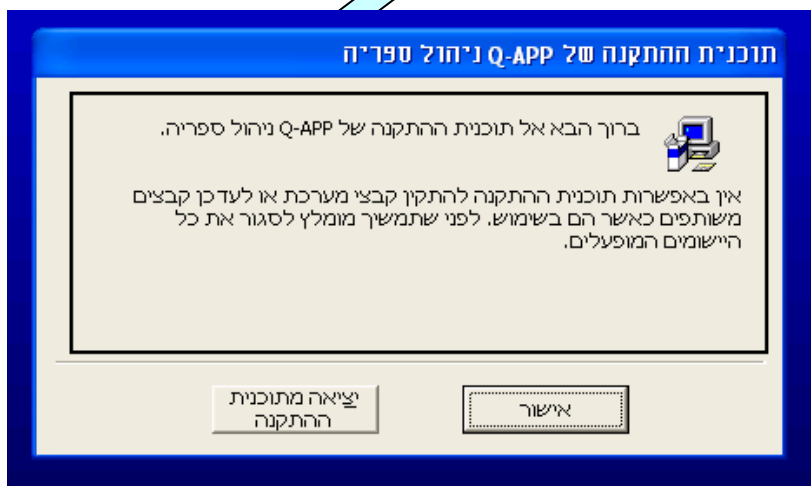 תוכנית ההתקנה של Q-APP ניהול ספריה
ברוך הבא אל תוכנית ההתקנה של Q-APP ניהול ספריה.
אין באפשרות תוכנית ההתקנה להתקין קבצי מערכת או לעדכן קבצים
משותפים כאשר הם בשימוש. לפני שתמשיך מומלץ לסגור את כל
היישומים המופעלים.
אישור
יציאה מתוכנית
ההתקנה